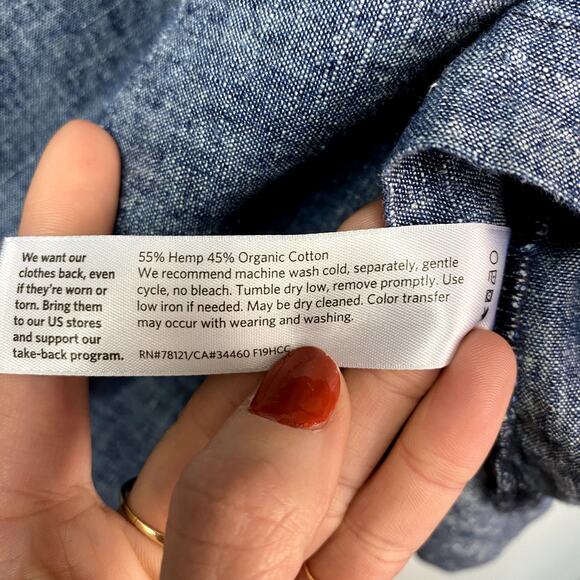 We want our
clothes back, even
if they're worn or
torn. Bring them
to our US stores
and support our
take-back program.
55% Hemp 45% Organic Cotton
We recommend machine wash cold, separately, gentle
cycle, no bleach. Tumble dry low, remove promptly. Use
low iron if needed. May be dry cleaned. Color transfer
may occur with wearing and washing.
RN#78121/CA#34460 F19HCC